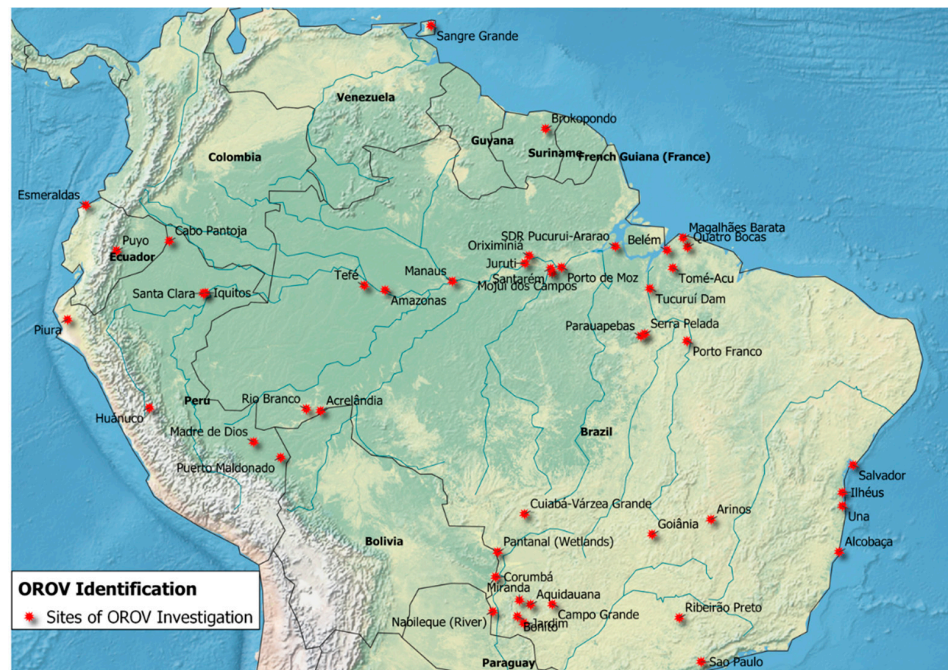 Sangre Grande
Venezuela
Brokopondo
Guyana
Suriname
French Guiana (France)
Colombia
Esmeraldas
Magalhães Barata
SDR Pucurui-Ararao
Belém
Quatro Bocas
Puyo
Cabo Pantoja
Ecuador
Oriximiná
Juruti
Tefé
Manaus
Santarém
Porto de Moz
Tomé-Acu
Mojuí dos Campos
Santa Clara
Iquitos
Amazonas
Tucuruí Dam
Piura
Parauapebas
Serra Pelada
Porto Franco
Perú
Rio Branco
Acrelândia
Huánuco
Madre de Dios
Brazil
Puerto Maldonado
Salvador
Ilhéus
Cuiabá-Várzea Grande
Arinos
Una
Goiânia
Bolivia
Pantanal (Wetlands)
Alcobaça
Corumbá
Miranda
Aquidauana
OROV Identification
Sites of OROV Investigation
Nabileque (River)
Campo Grande
Ribeirão Preto
Jardim
Bonito
Paraguay
Sao Paulo